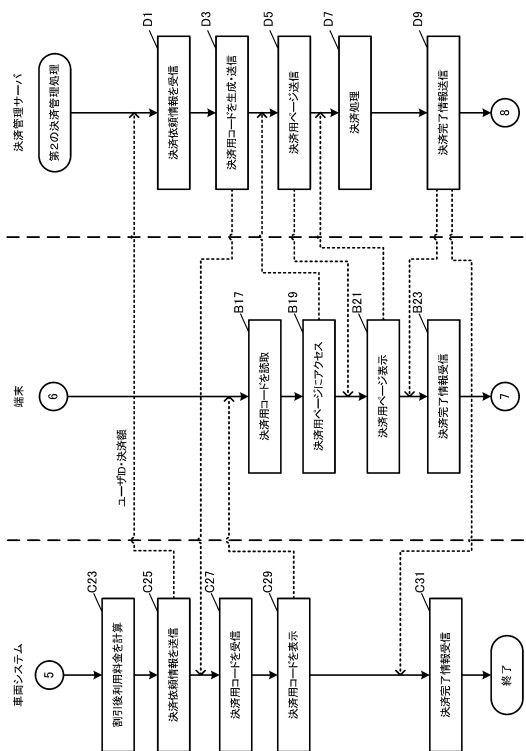 車両システム
5
C23
割引後利用料金を計算
C25
決済依頼情報を送信
C27
決済用コードを受信
C29
決済用コードを表示
C31
決済完了情報受信
終了
ユーザID・決済額
端末
6
B17
決済用コードを読取
B19
決済用ページにアクセス
B21
決済用ページ表示
B23
決済完了情報受信
7
決済管理サーバ
第2の決済管理処理
D1
決済依頼情報を受信
D3
決済用コードを生成・送信
D5
決済用ページ送信
D7
決済処理
D9
決済完了情報送信
8